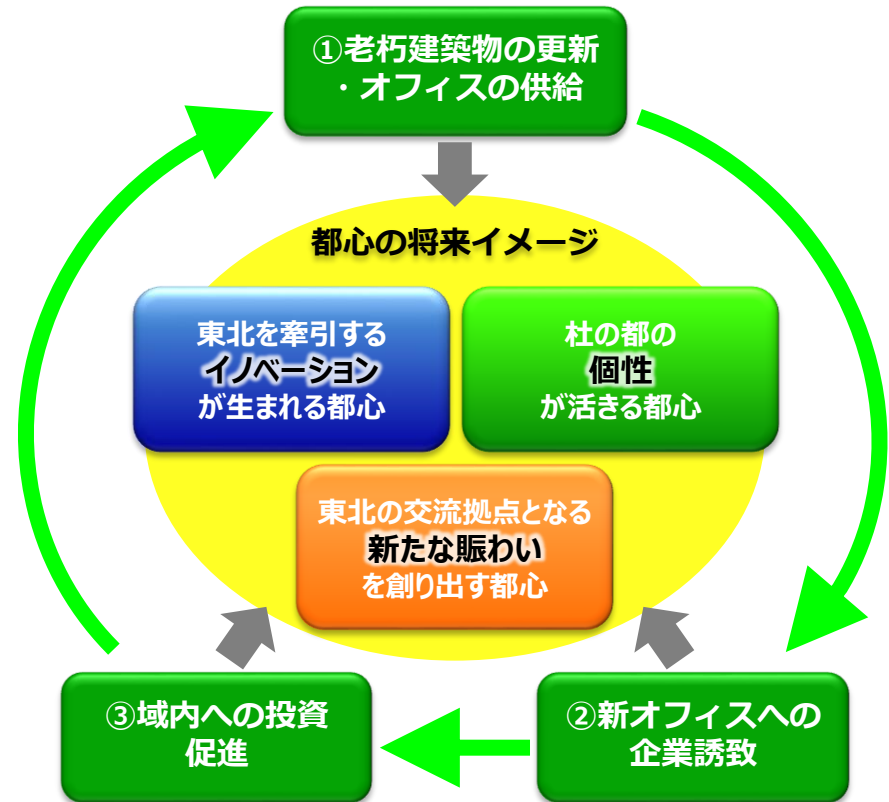 ①老朽建築物の更新
・オフィスの供給
都心の将来イメージ
東北を牽引する
イノベーション
が生まれる都心
杜の都の
個性
が活きる都心
東北の交流拠点となる
新たな賑わい
を創り出す都心
③域内への投資
促進
②新オフィスへの
企業誘致